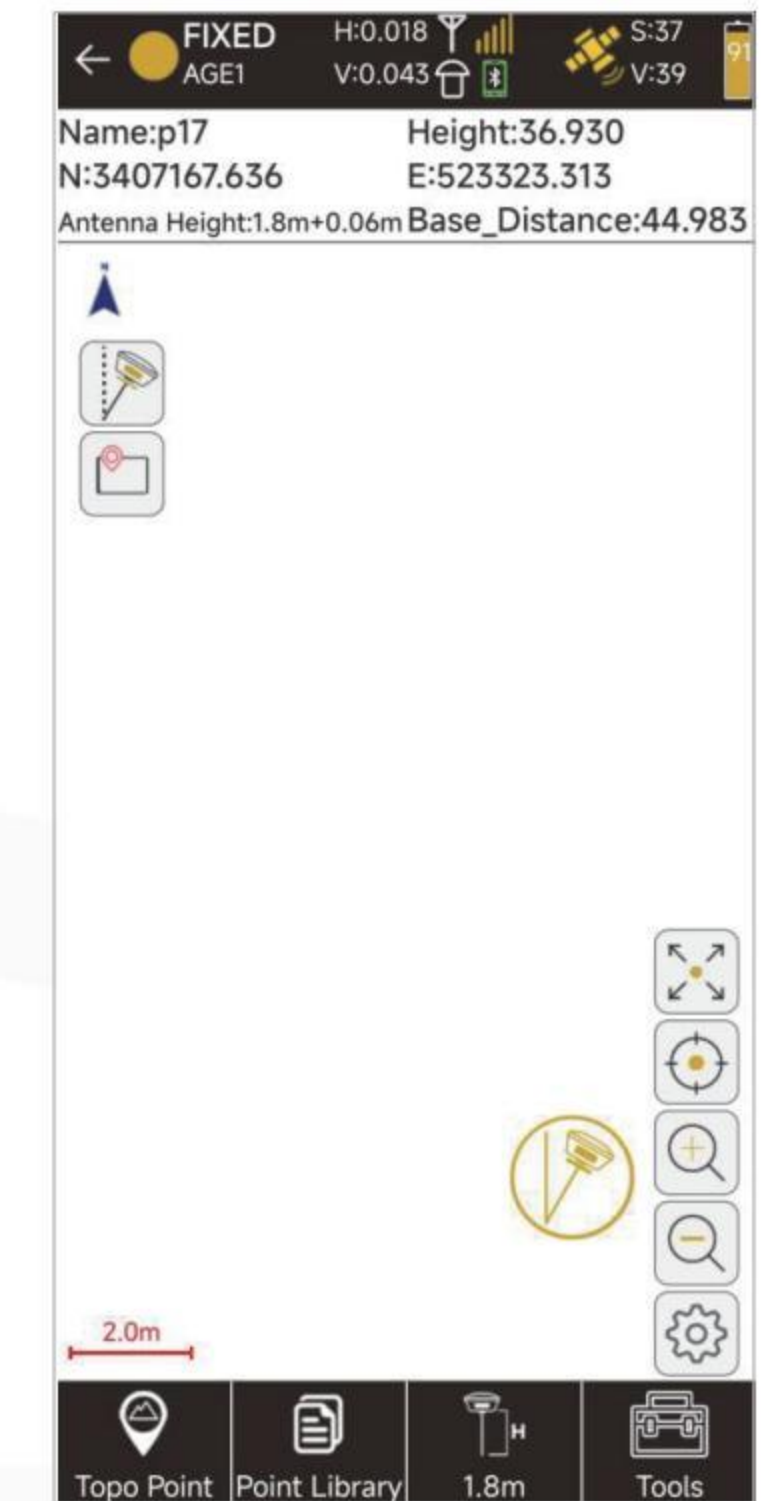 FIXED
AGE1
H:0.018
V:0.043
S:37
V:39
91
Name:p17
Height:36.930
N:3407167.636
E:523323.313
Antenna Height:1.8m+0.06m
Base_Distance:44.983
N
2.0m
H
Topo Point
Point Library
1.8m
Tools